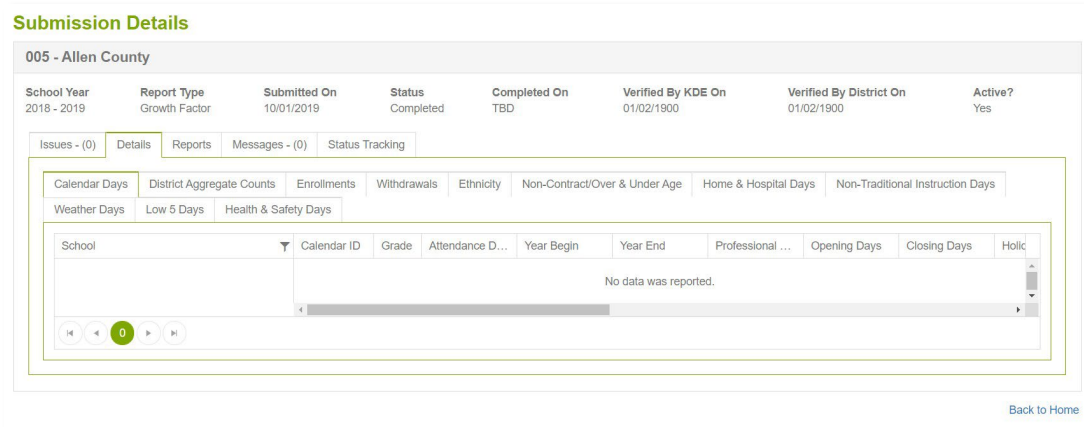 Submission Details
005 - Allen County
School Year Report Type Submitted On Status Completed On Verified By KDE On Verified By District On Active?
2018 - 2019 Growth Factor 10/01/2019 Completed TBD 01/02/1900 01/02/1900 Yes
Issues - (0) Details Reports Messages - (0) Status Tracking
Calendar Days District Aggregate Counts Enrollments Withdrawals Ethnicity Non-Contract/Over & Under Age Home & Hospital Days Non-Traditional Instruction Days
Weather Days Low 5 Days Health & Safety Days
School Calendar ID Grade Attendance D... Year Begin Year End Professional ... Opening Days Closing Days Holic
No data was reported.
0
Back to Home